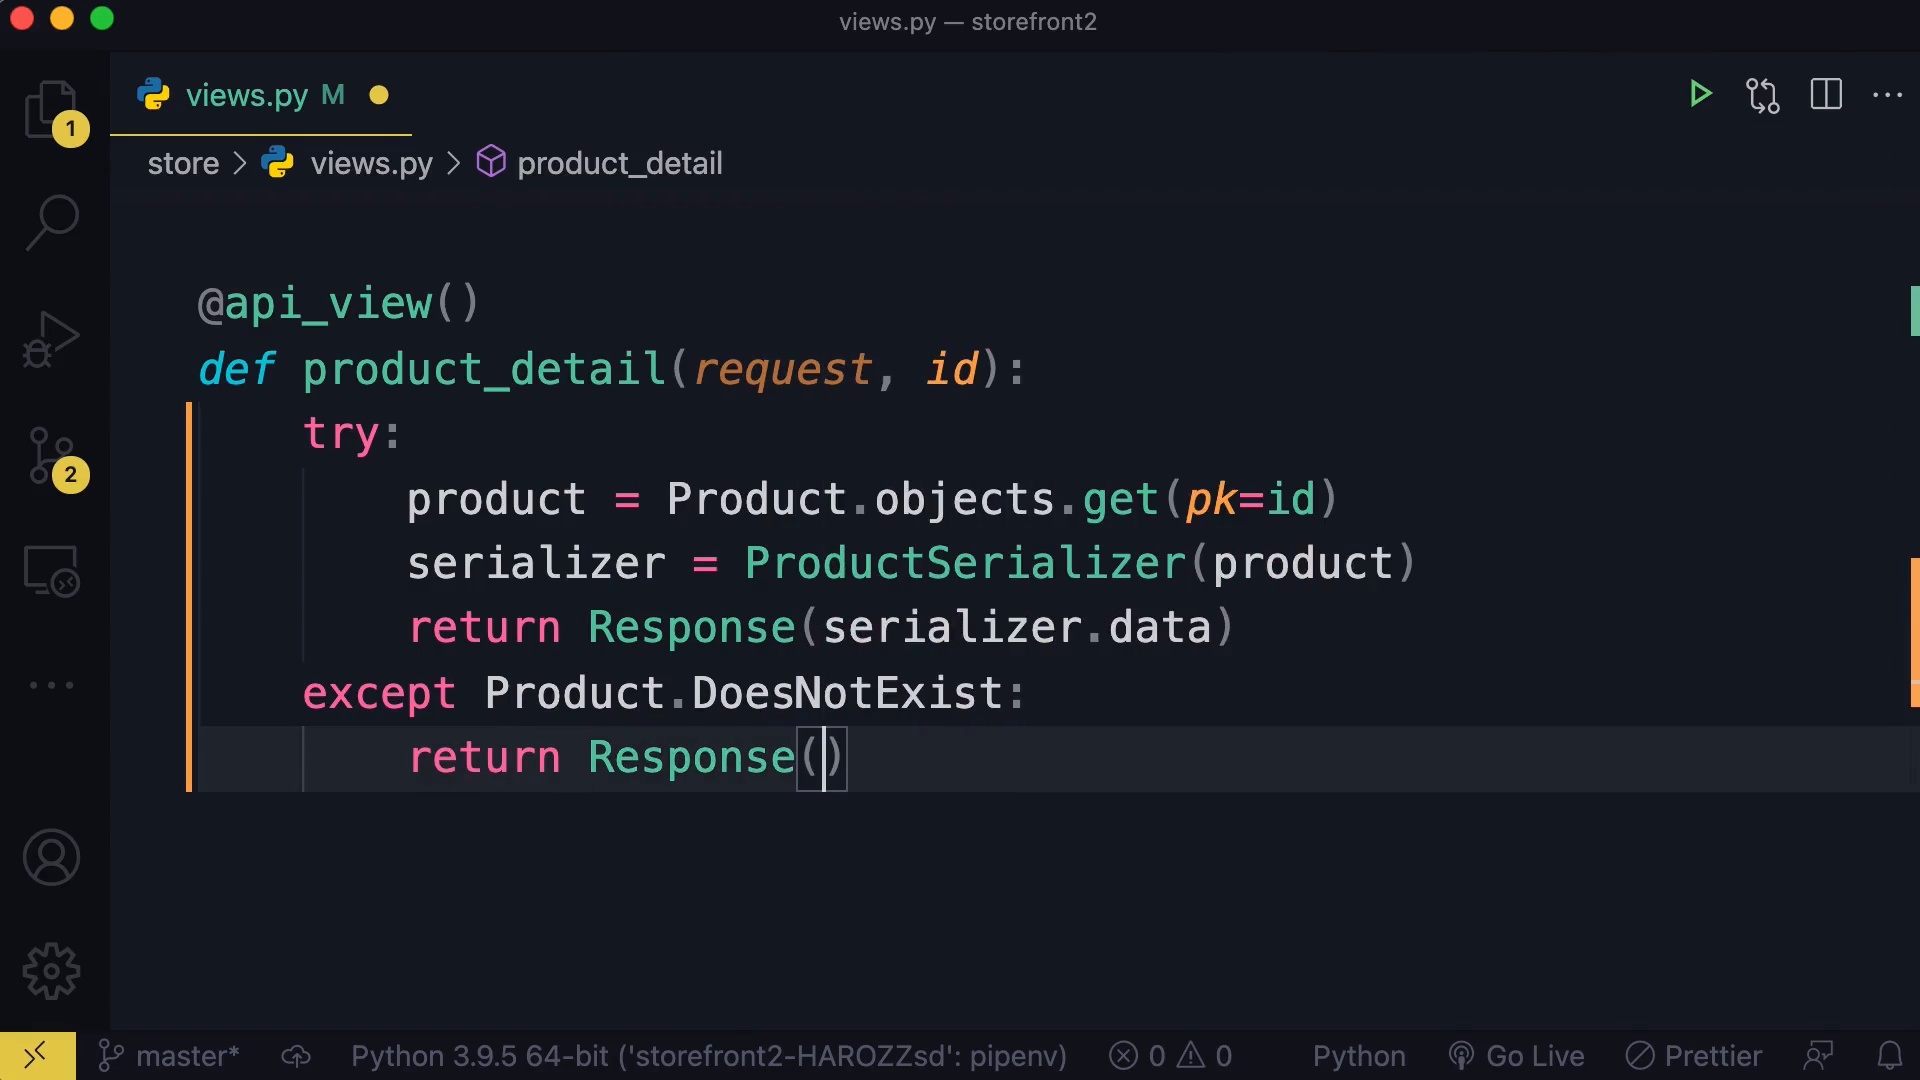 views.py — storefront2
views.py M
store > views.py > product_detail
1
@api_view()
def product_detail(request, id):
try:
product = Product.objects.get(pk=id)
serializer = ProductSerializer(product)
return Response(serializer.data)
except Product.DoesNotExist:
return Response()
2
master* Python 3.9.5 64-bit ('storefront2-HAROZZsd': pipenv) 0 0 Python Go Live Prettier